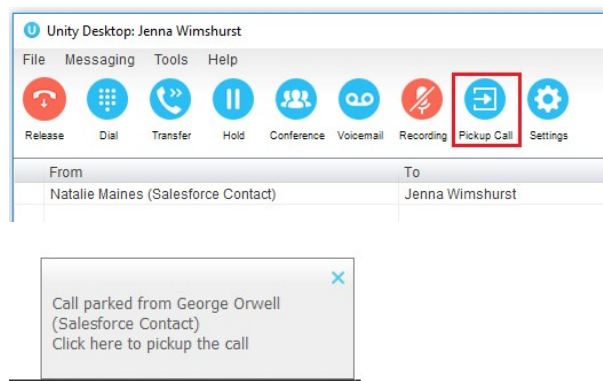 Unity Desktop: Jenna Wimshurst
File Messaging Tools Help
Release Dial Transfer Hold Conference Voicemail Recording Pickup Call Settings
From To
Natalie Maines (Salesforce Contact) Jenna Wimshurst
Call parked from George Orwell
(Salesforce Contact)
Click here to pickup the call